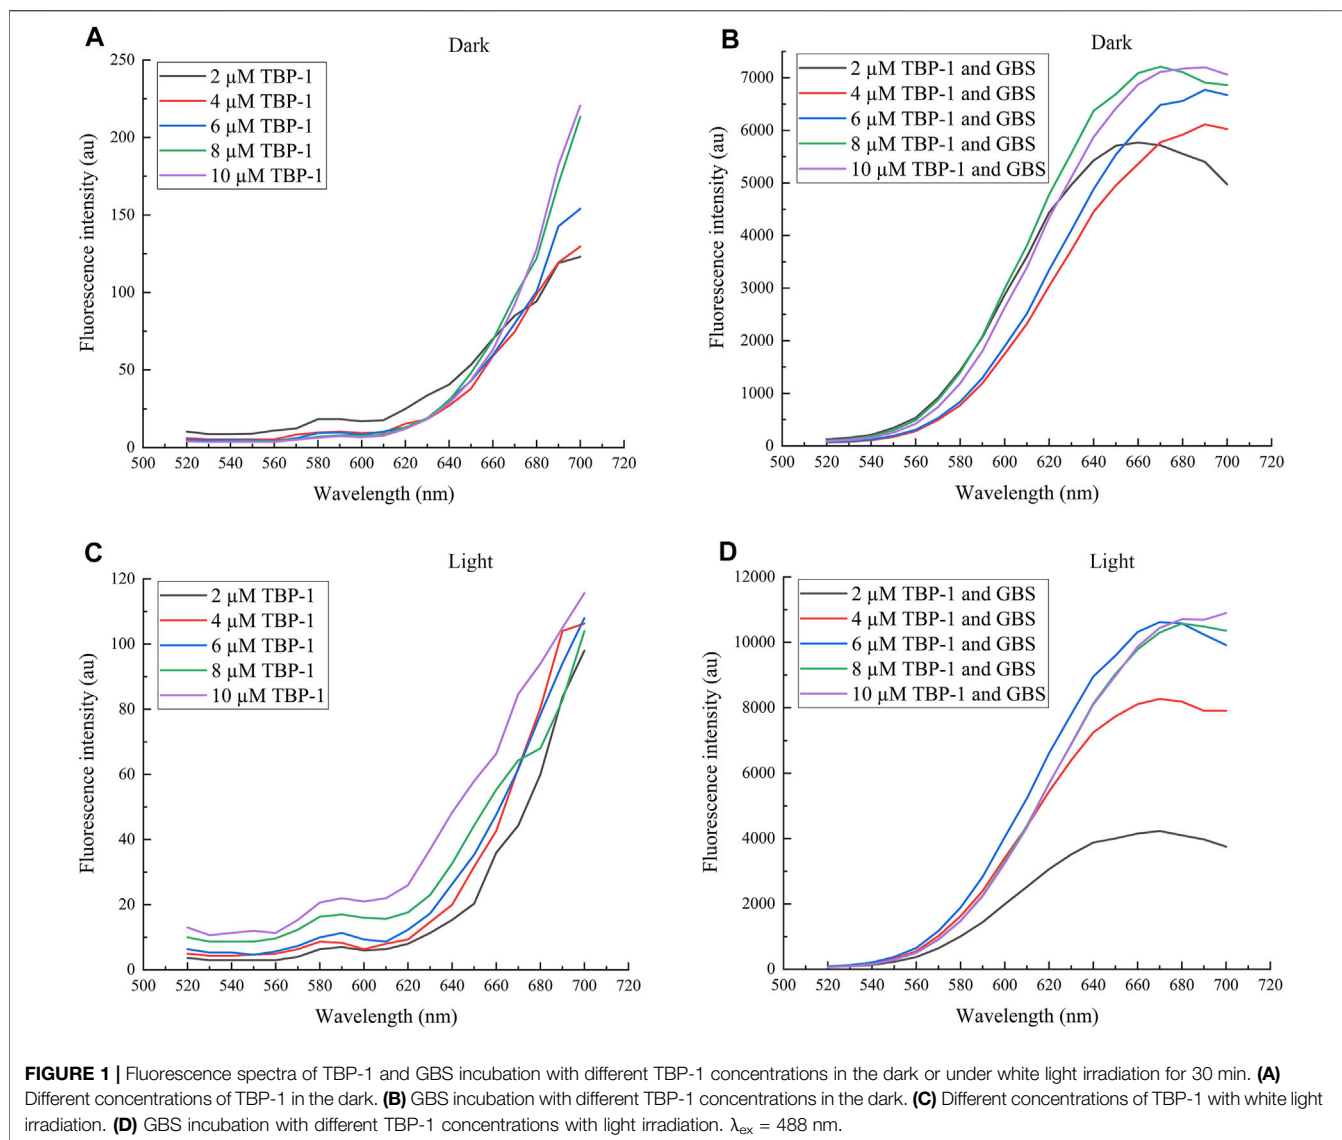 A
Dark
Fluorescence intensity (au)
250
200
150
100
50
0
2 µM TBP-1
4 µM TBP-1
6 µM TBP-1
8 µM TBP-1
10 µM TBP-1
500 520 540 560 580 600 620 640 660 680 700 720
Wavelength (nm)
B
Dark
Fluorescence intensity (au)
7000
6000
5000
4000
3000
2000
1000
0
2 µM TBP-1 and GBS
4 µM TBP-1 and GBS
6 µM TBP-1 and GBS
8 µM TBP-1 and GBS
10 µM TBP-1 and GBS
500 520 540 560 580 600 620 640 660 680 700 720
Wavelength (nm)
C
Light
Fluorescence intensity (au)
120
100
80
60
40
20
0
2 µM TBP-1
4 µM TBP-1
6 µM TBP-1
8 µM TBP-1
10 µM TBP-1
500 520 540 560 580 600 620 640 660 680 700 720
Wavelength (nm)
D
Light
Fluorescence intensity (au)
12000
10000
8000
6000
4000
2000
0
2 µM TBP-1 and GBS
4 µM TBP-1 and GBS
6 µM TBP-1 and GBS
8 µM TBP-1 and GBS
10 µM TBP-1 and GBS
500 520 540 560 580 600 620 640 660 680 700 720
Wavelength (nm)
FIGURE 1 | Fluorescence spectra of TBP-1 and GBS incubation with different TBP-1 concentrations in the dark or under white light irradiation for 30 min. (A)
Different concentrations of TBP-1 in the dark. (B) GBS incubation with different TBP-1 concentrations in the dark. (C) Different concentrations of TBP-1 with white light
irradiation. (D) GBS incubation with different TBP-1 concentrations with light irradiation. λex = 488 nm.